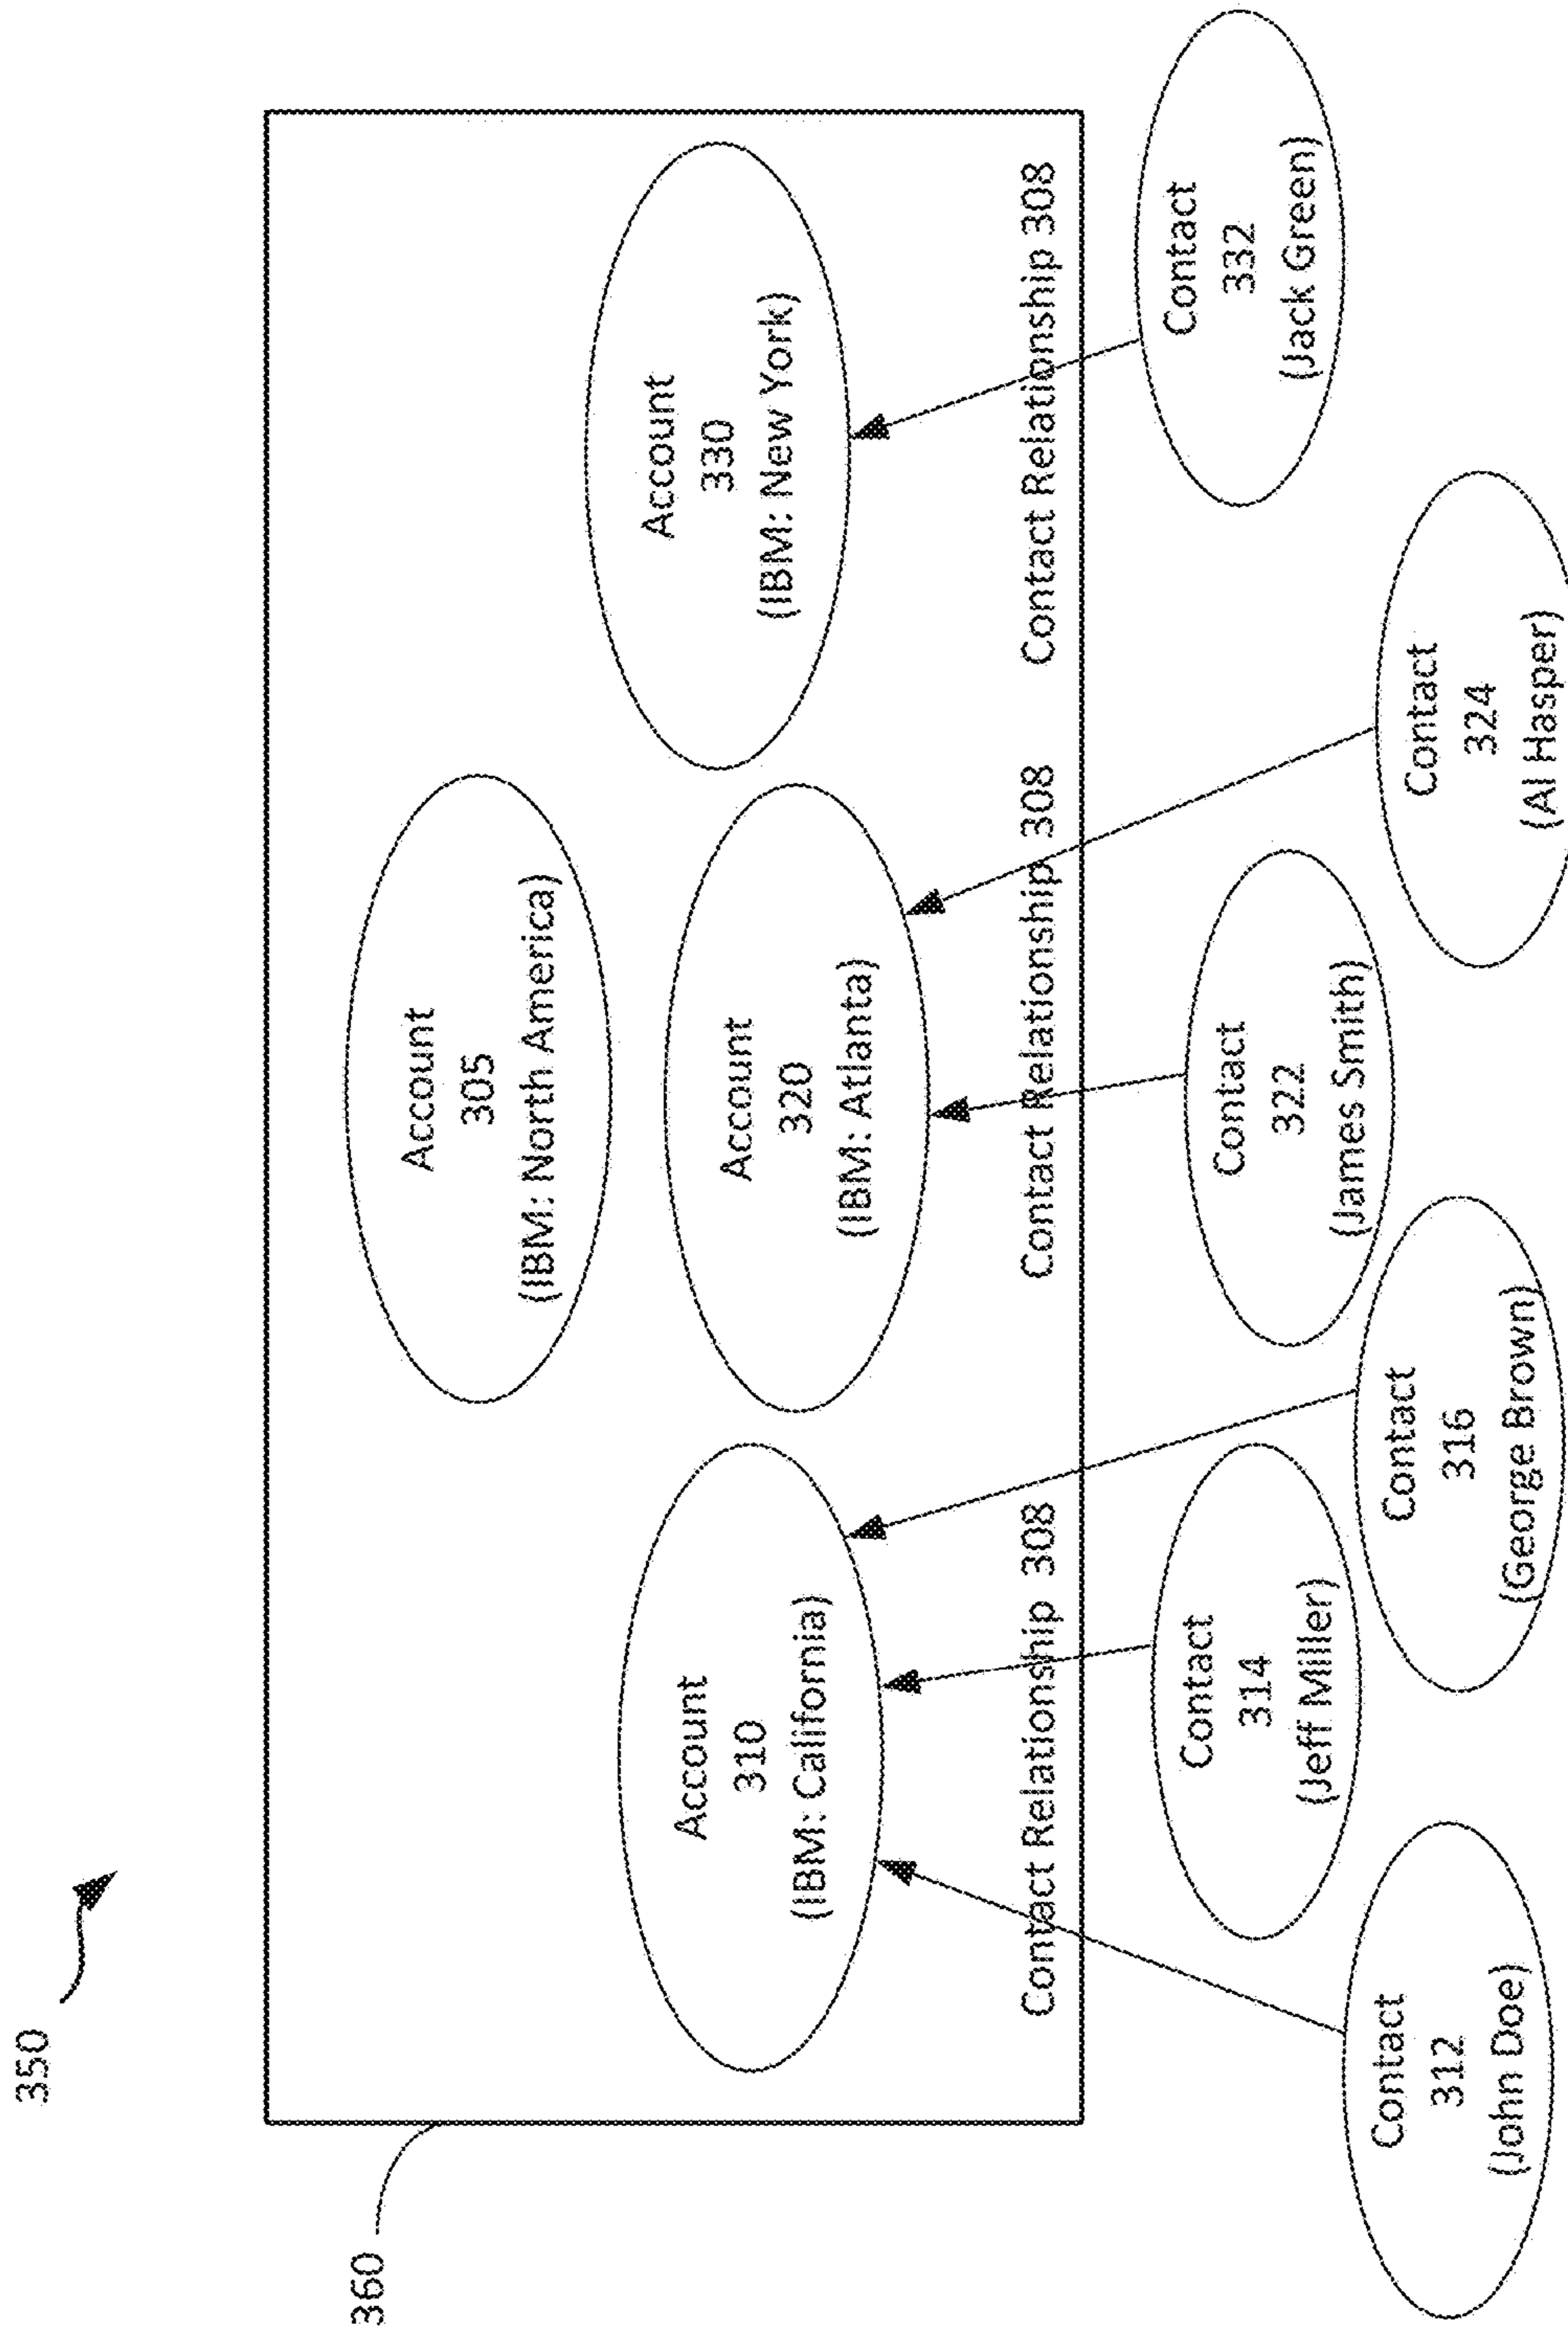 350
360
Account
305
(IBM: North America)
Account
310
(IBM: California)
Account
320
(IBM: Atlanta)
Account
330
(IBM: New York)
Contact Relationship 308
Contact Relationship 308
Contact Relationship 308
Contact
312
(John Doe)
Contact
314
(Jeff Miller)
Contact
316
(George Brown)
Contact
322
(James Smith)
Contact
324
(Al Hasper)
Contact
332
(Jack Green)